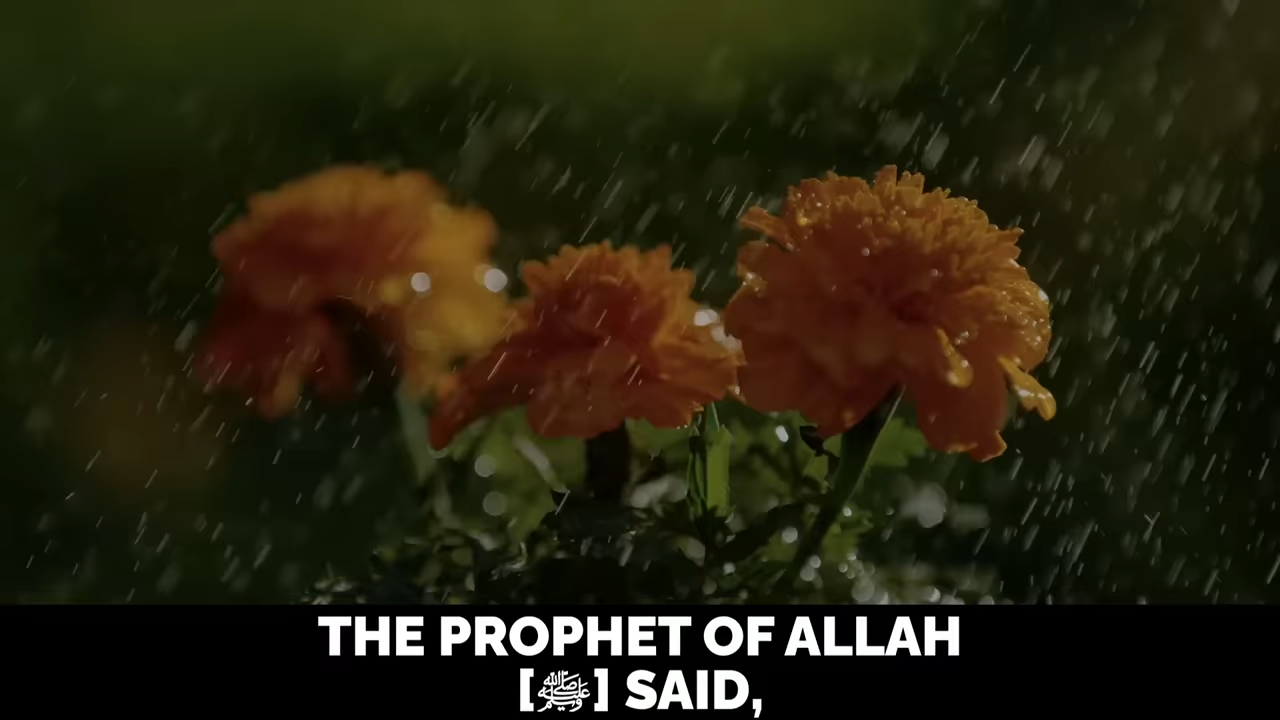 THE PROPHET OF ALLAH
[ﷺ] SAID,